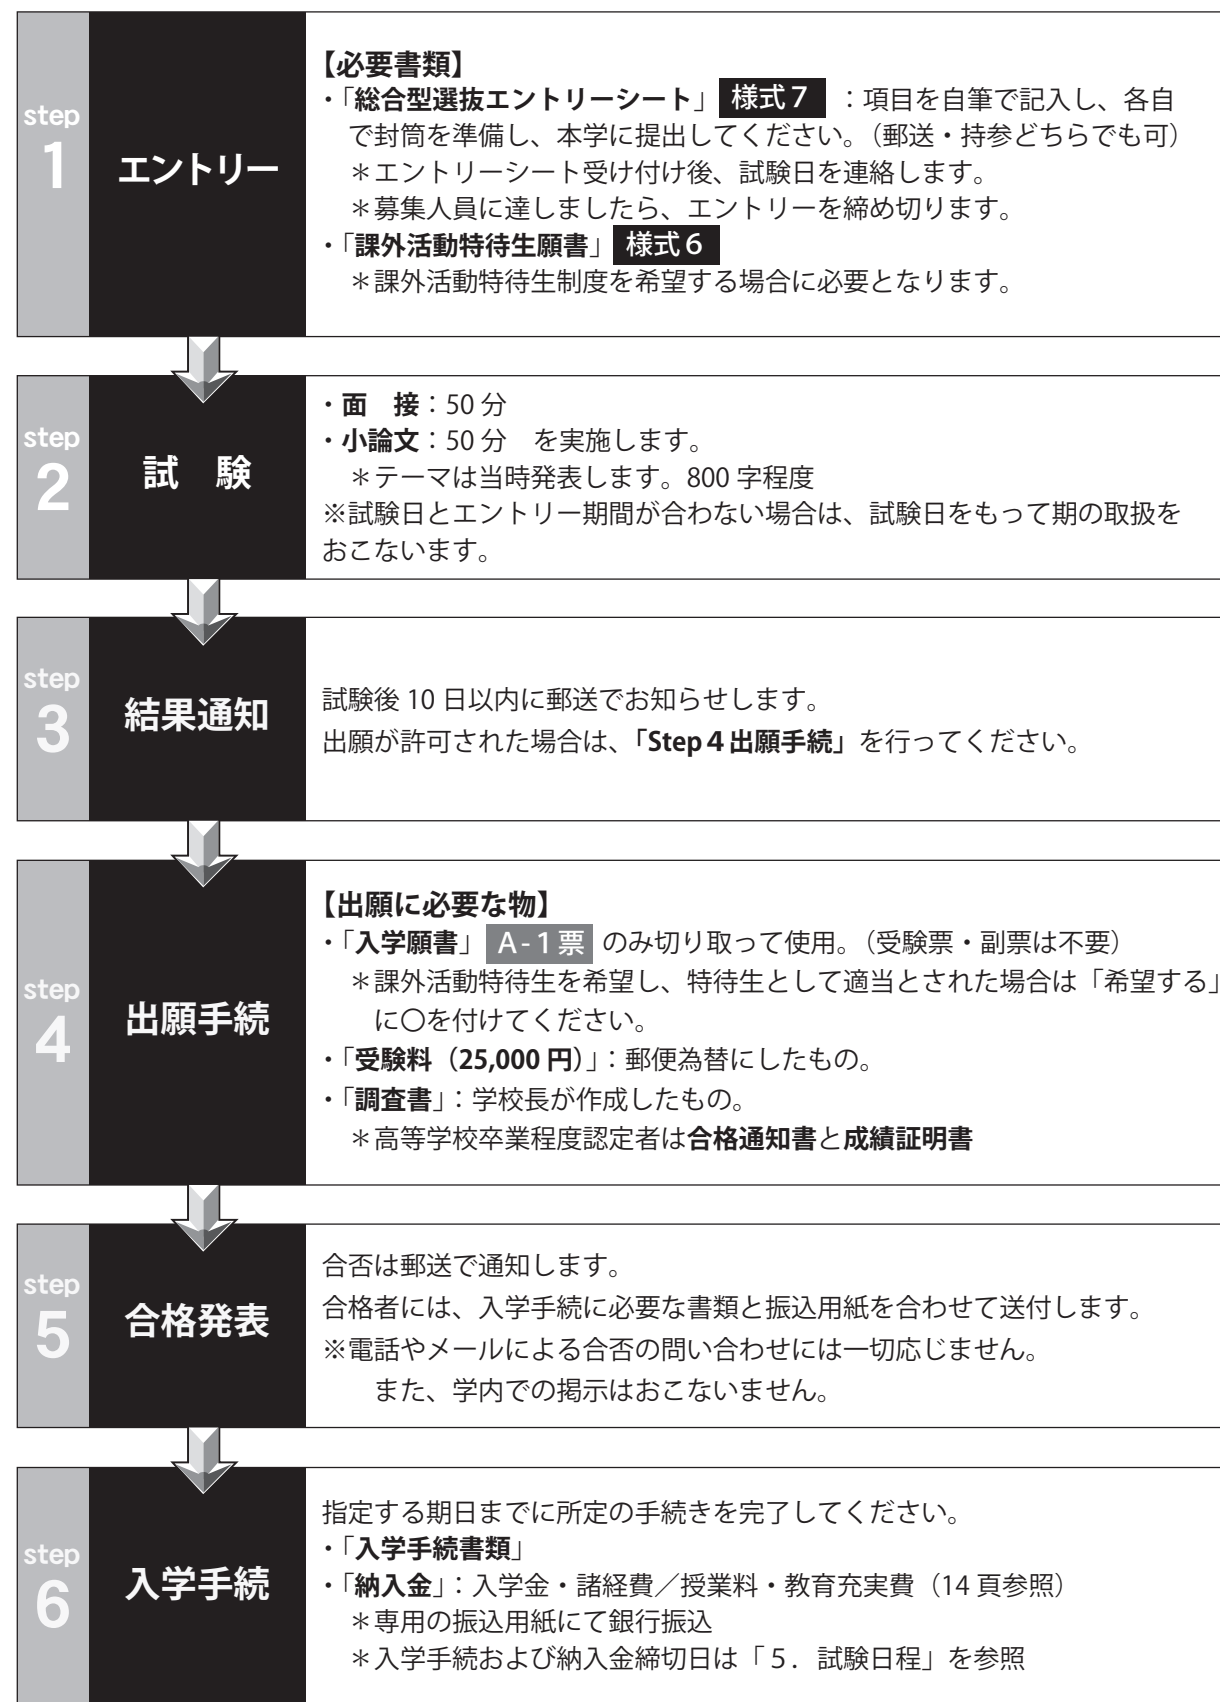 step
1
エントリー
【必要書類】
・「総合型選抜エントリーシート」 様式７ ：項目を自筆で記入し、各自
で封筒を準備し、本学に提出してください。（郵送・持参どちらでも可）
＊エントリーシート受け付け後、試験日を連絡します。
＊募集人員に達しましたら、エントリーを締め切ります。
・「課外活動特待生願書」 様式６
＊課外活動特待生制度を希望する場合に必要となります。
step
2
試　験
・面　接：50 分
・小論文：50 分　を実施します。
＊テーマは当時発表します。800 字程度
※試験日とエントリー期間が合わない場合は、試験日をもって期の取扱を
おこないます。
step
3
結果通知
試験後 10 日以内に郵送でお知らせします。
出願が許可された場合は、「Step４出願手続」を行ってください。
step
4
出願手続
【出願に必要な物】
・「入学願書」 A - 1 票 のみ切り取って使用。（受験票・副票は不要）
＊課外活動特待生を希望し、特待生として適当とされた場合は「希望する」
に〇を付けてください。
・「受験料（25,000 円）」：郵便為替にしたもの。
・「調査書」：学校長が作成したもの。
＊高等学校卒業程度認定者は合格通知書と成績証明書
step
5
合格発表
合否は郵送で通知します。
合格者には、入学手続に必要な書類と振込用紙を合わせて送付します。
※電話やメールによる合否の問い合わせには一切応じません。
また、学内での掲示はおこないません。
step
6
入学手続
指定する期日までに所定の手続きを完了してください。
・「入学手続書類」
・「納入金」：入学金・諸経費／授業料・教育充実費（14 頁参照）
＊専用の振込用紙にて銀行振込
＊入学手続および納入金締切日は「５．試験日程」を参照